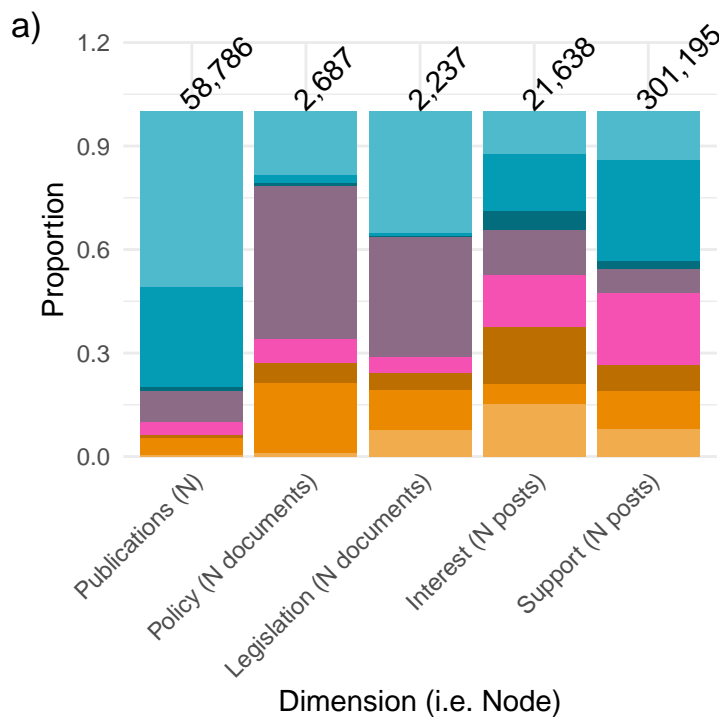 a)
58,786
2,687
2,237
21,638
301,195
1.2
0.9
0.6
0.3
0.0
Proportion
Publications (N)
Policy (N documents)
Legislation (N documents)
Interest (N posts)
Support (N posts)
Dimension (i.e. Node)